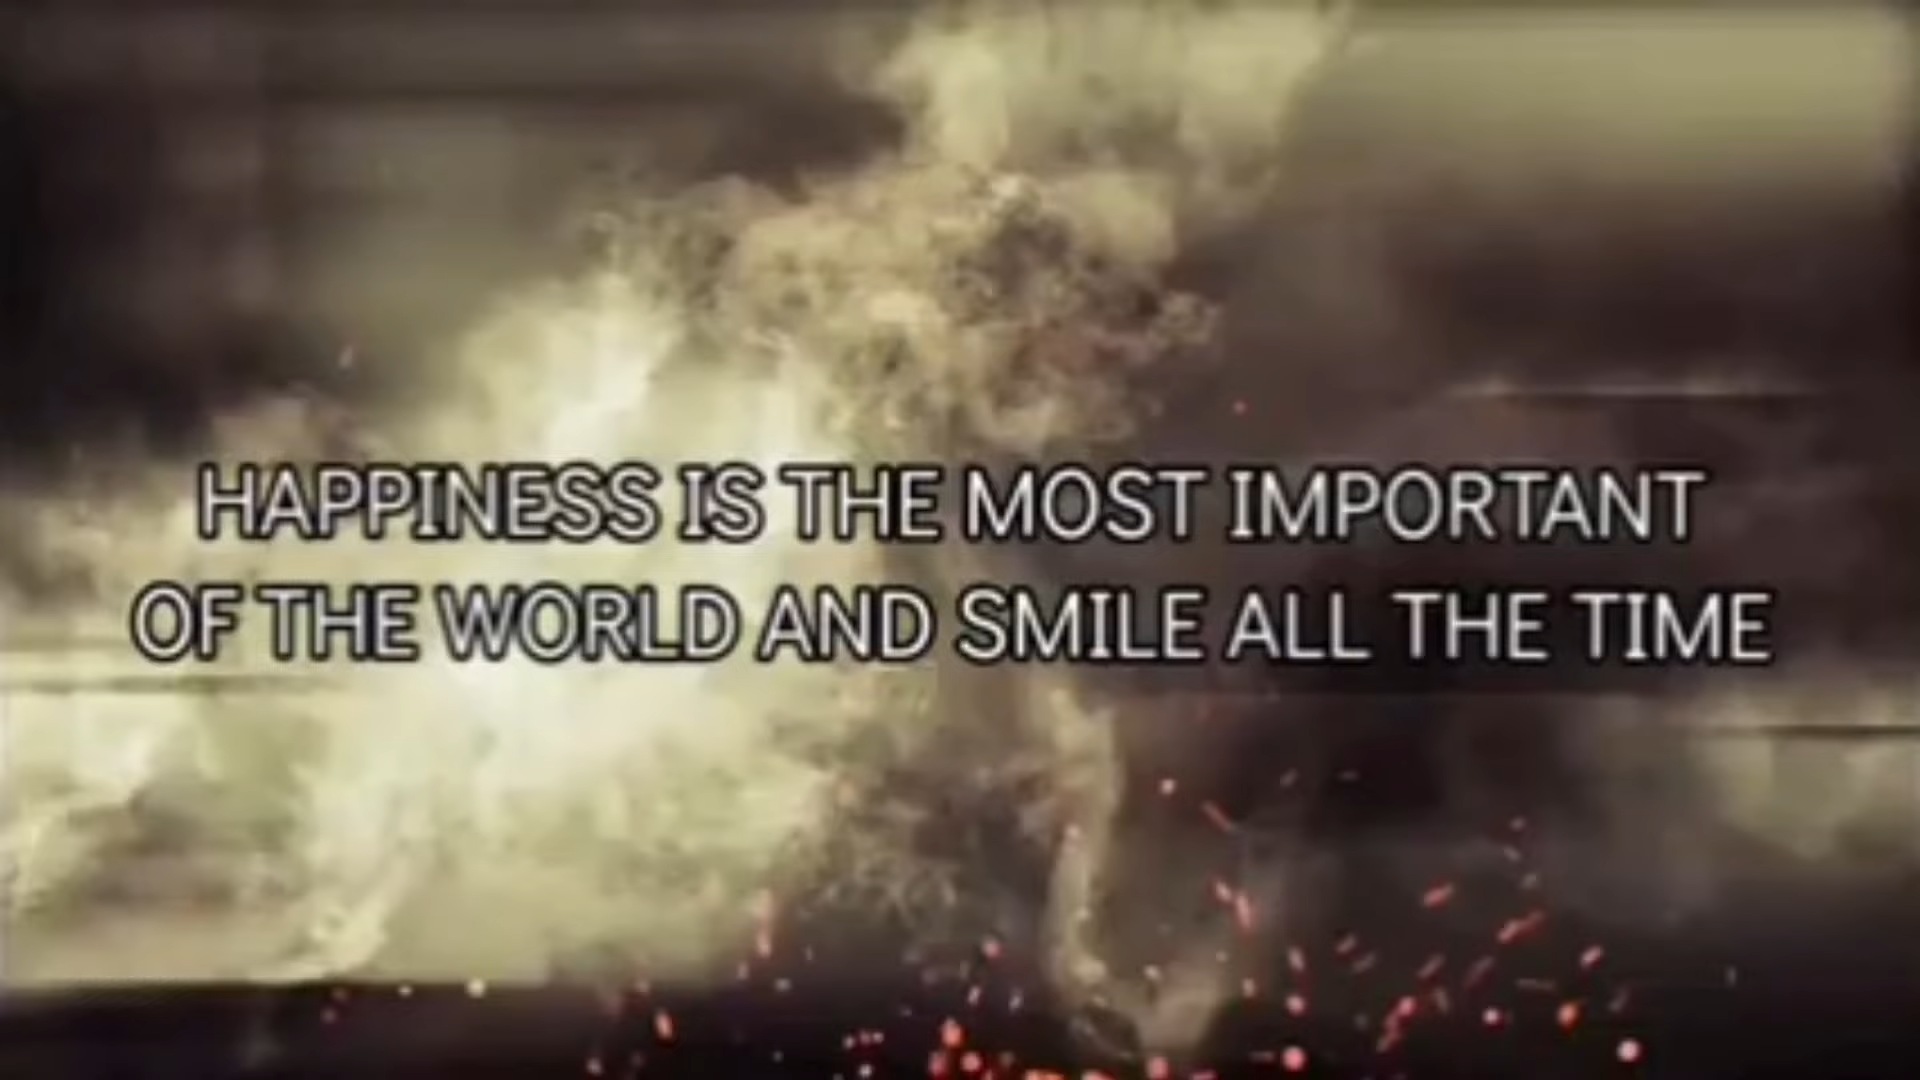 HAPPINESS IS THE MOST IMPORTANT
OF THE WORLD AND SMILE ALL THE TIME